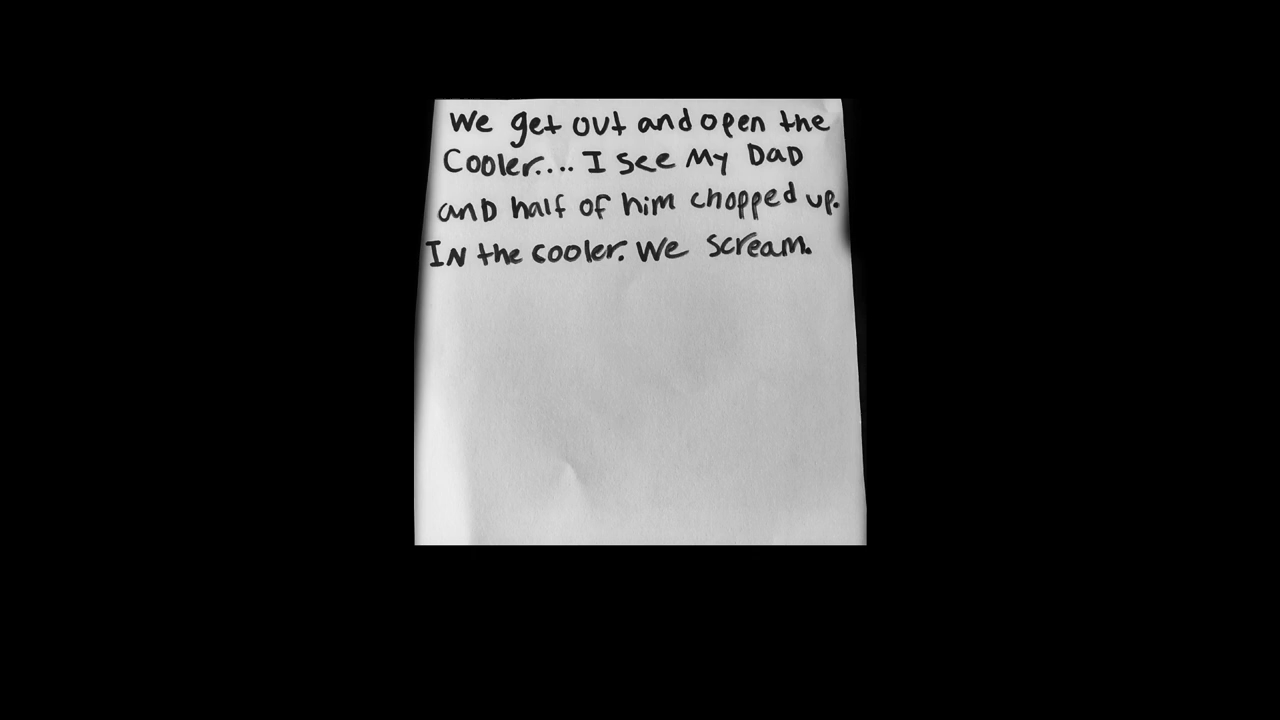 We get out and open the
Cooler.... I see My DaD
anD half of him chopped up.
IN the cooler. We scream.